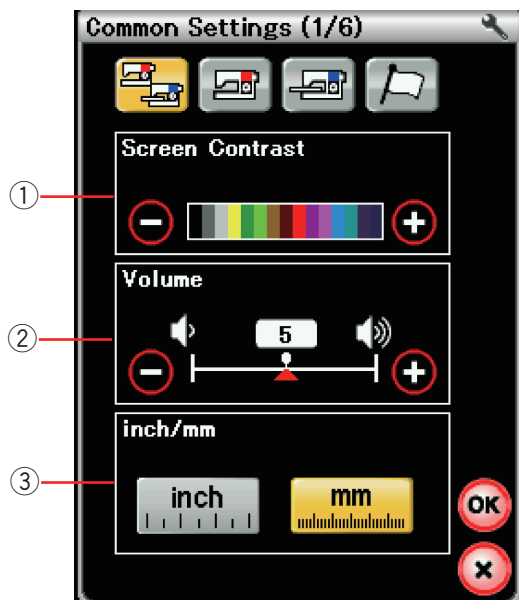 Common Settings (1/6)
① Screen Contrast
② Volume
5
③ inch/mm
inch mm
OK